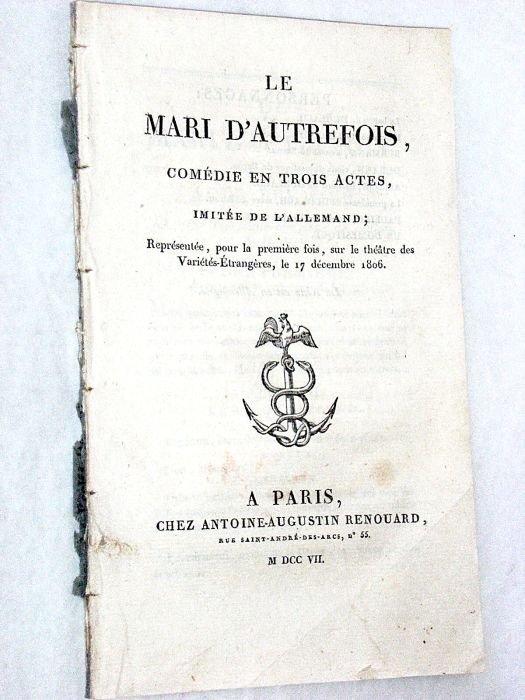 LE
MARI D'AUTREFOIS,
COMÉDIE EN TROIS ACTES,
IMITÉE DE L'ALLEMAND;
Représentée, pour la première fois, sur le théâtre des
Variétés-Étrangères, le 17 décembre 1806.
A PARIS,
CHEZ ANTOINE-AUGUSTIN RENOUARD,
RUE SAINT-ANDRÉ-DES-ARCS, n° 55.
M DCC VII.